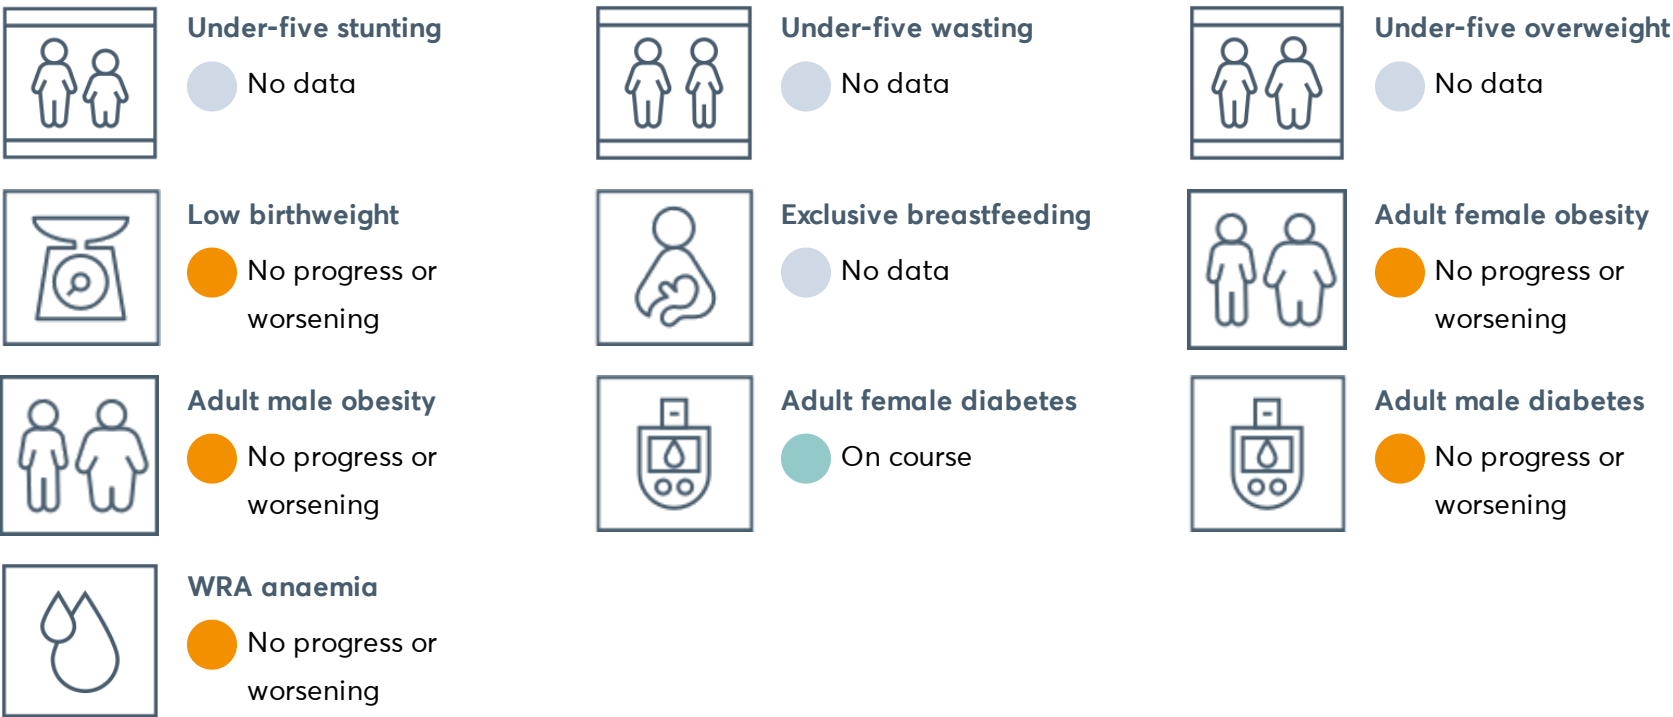 Under-five stunting
No data
Under-five wasting
No data
Under-five overweight
No data
Low birthweight
No progress or
worsening
Exclusive breastfeeding
No data
Adult female obesity
No progress or
worsening
Adult male obesity
No progress or
worsening
Adult female diabetes
On course
Adult male diabetes
No progress or
worsening
WRA anaemia
No progress or
worsening